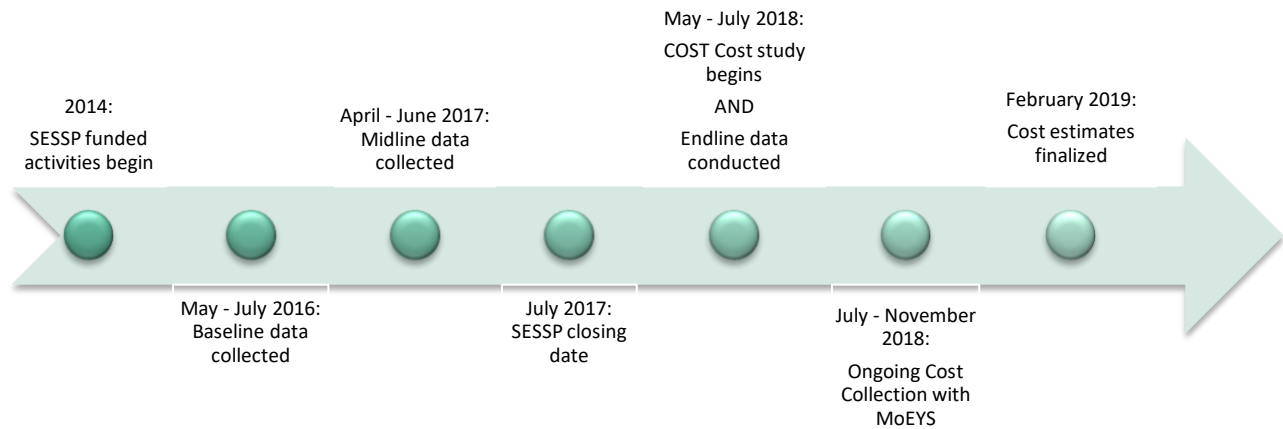 2014:
SESSP funded
activities begin
May - July 2016:
Baseline data
collected
April - June 2017:
Midline data
collected
July 2017:
SESSP closing
date
May - July 2018:
COST Cost study
begins
AND
Endline data
conducted
July - November
2018:
Ongoing Cost
Collection with
MoEYS
February 2019:
Cost estimates
finalized